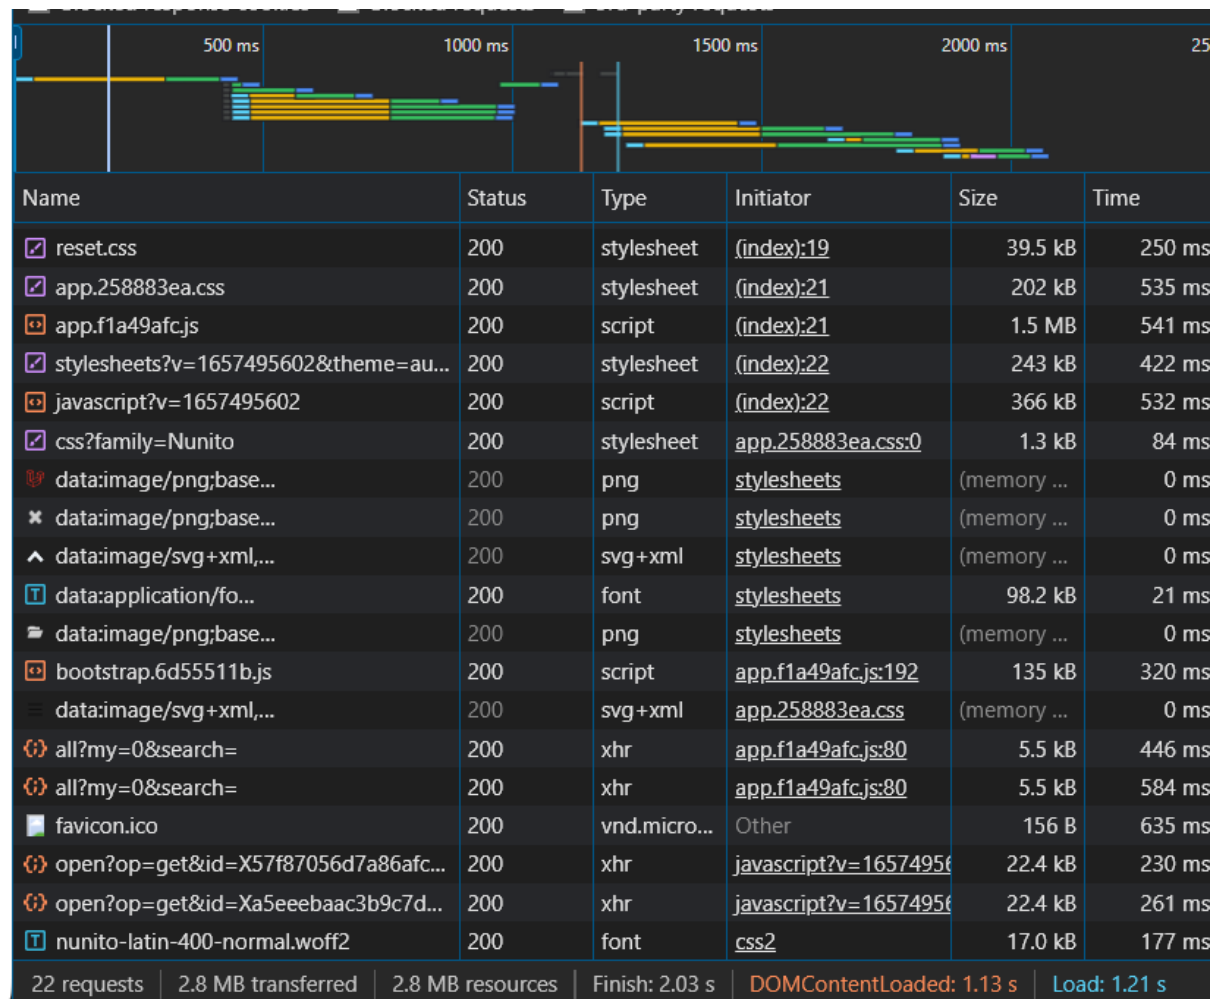 500 ms 1000 ms 1500 ms 2000 ms 25
Name Status Type Initiator Size Time
reset.css 200 stylesheet (index):19 39.5 kB 250 ms
app.258883ea.css 200 stylesheet (index):21 202 kB 535 ms
app.f1a49afc.js 200 script (index):21 1.5 MB 541 ms
stylesheets?v=1657495602&theme=au... 200 stylesheet (index):22 243 kB 422 ms
javascript?v=1657495602 200 script (index):22 366 kB 532 ms
css?family=Nunito 200 stylesheet app.258883ea.css:0 1.3 kB 84 ms
data:image/png;base... 200 png stylesheets (memory ... 0 ms
data:image/png;base... 200 png stylesheets (memory ... 0 ms
data:image/svg+xml,... 200 svg+xml stylesheets (memory ... 0 ms
data:application/fo... 200 font stylesheets 98.2 kB 21 ms
data:image/png;base... 200 png stylesheets (memory ... 0 ms
bootstrap.6d55511b.js 200 script app.f1a49afc.js:192 135 kB 320 ms
data:image/svg+xml,... 200 svg+xml app.258883ea.css (memory ... 0 ms
all?my=0&search= 200 xhr app.f1a49afc.js:80 5.5 kB 446 ms
all?my=0&search= 200 xhr app.f1a49afc.js:80 5.5 kB 584 ms
favicon.ico 200 vnd.micro... Other 156 B 635 ms
open?op=get&id=X57f87056d7a86afc... 200 xhr javascript?v=16574956 22.4 kB 230 ms
open?op=get&id=Xa5eeebaac3b9c7d... 200 xhr javascript?v=16574956 22.4 kB 261 ms
nunito-latin-400-normal.woff2 200 font css2 17.0 kB 177 ms
22 requests 2.8 MB transferred 2.8 MB resources Finish: 2.03 s DOMContentLoaded: 1.13 s Load: 1.21 s